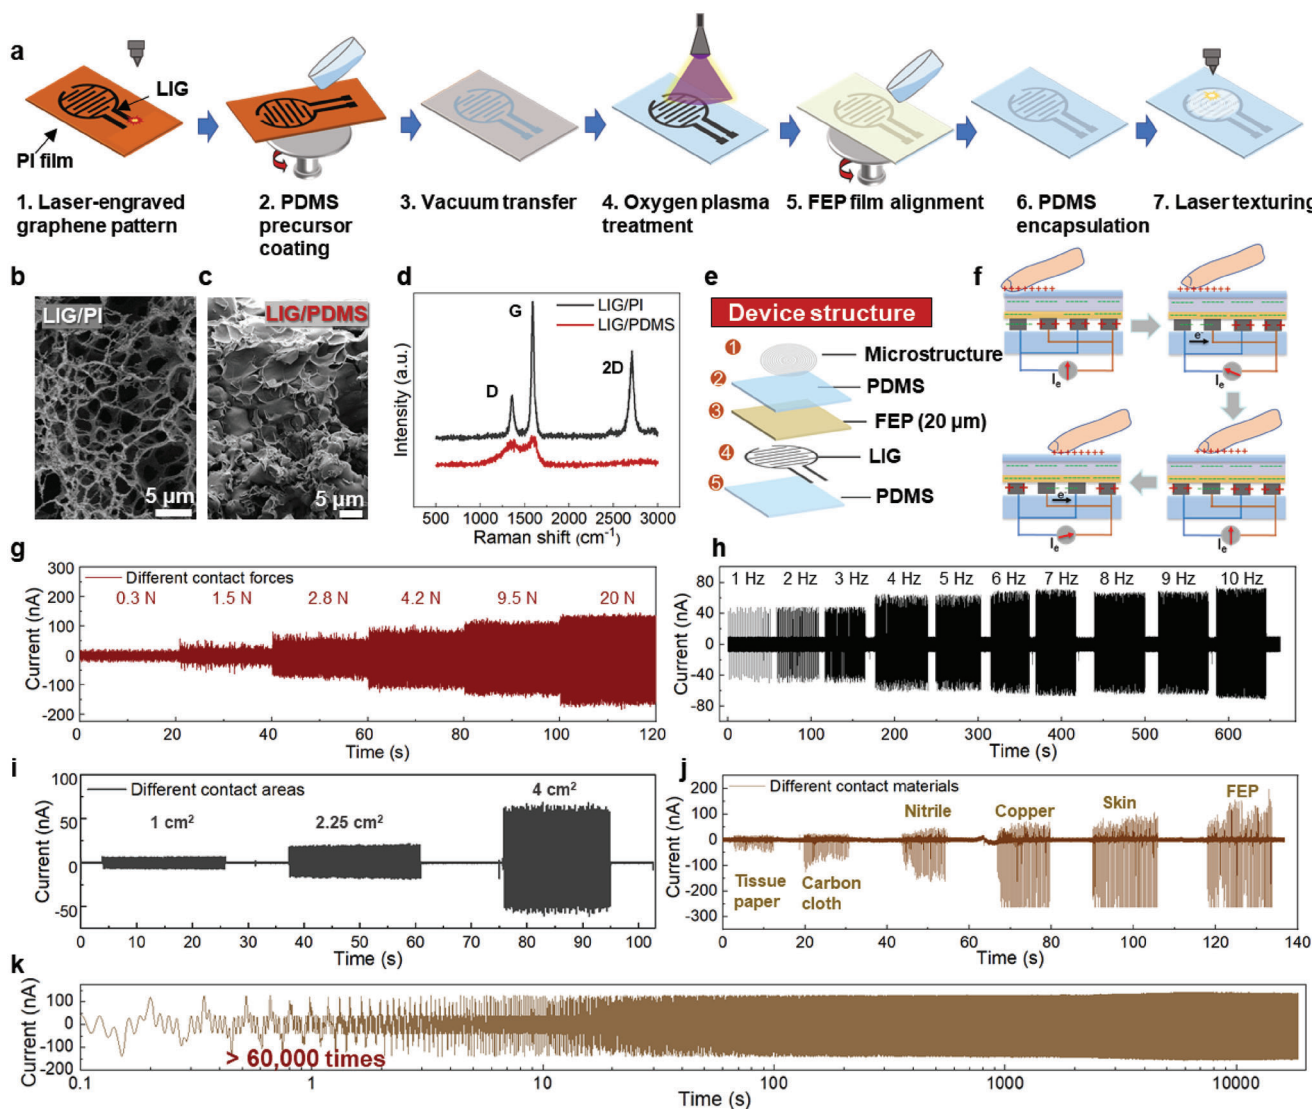 a
LIG
PI film
1. Laser-engraved
graphene pattern
2. PDMS
precursor
coating
3. Vacuum transfer
4. Oxygen plasma
treatment
5. FEP film alignment
6. PDMS
encapsulation
7. Laser texturing
b
LIG/PI
5 µm
c
LIG/PDMS
5 µm
d
LIG/PI
LIG/PDMS
G
D
2D
Intensity (a.u.)
500 1000 1500 2000 2500 3000
Raman shift (cm-1)
e
Device structure
1
Microstructure
2
PDMS
3
FEP (20 µm)
4
LIG
5
PDMS
f
e-
Ie
Ie
e-
Ie
Ie
g
Different contact forces
0.3 N 1.5 N 2.8 N 4.2 N 9.5 N 20 N
Current (nA)
300
200
100
0
-100
-200
0 20 40 60 80 100 120
Time (s)
h
1 Hz 2 Hz 3 Hz 4 Hz 5 Hz 6 Hz 7 Hz 8 Hz 9 Hz 10 Hz
Current (nA)
80
40
0
-40
-80
0 100 200 300 400 500 600
Time (s)
i
Different contact areas
1 cm2
2.25 cm2
4 cm2
Current (nA)
100
50
0
-50
0 10 20 30 40 50 60 70 80 90 100
Time (s)
j
Different contact materials
Tissue
paper
Carbon
cloth
Nitrile
Copper
Skin
FEP
Current (nA)
200
100
0
-100
-200
-300
0 20 40 60 80 100 120 140
Time (s)
k
> 60,000 times
Current (nA)
100
0
-100
-200
0.1 1 10 100 1000 10000
Time (s)